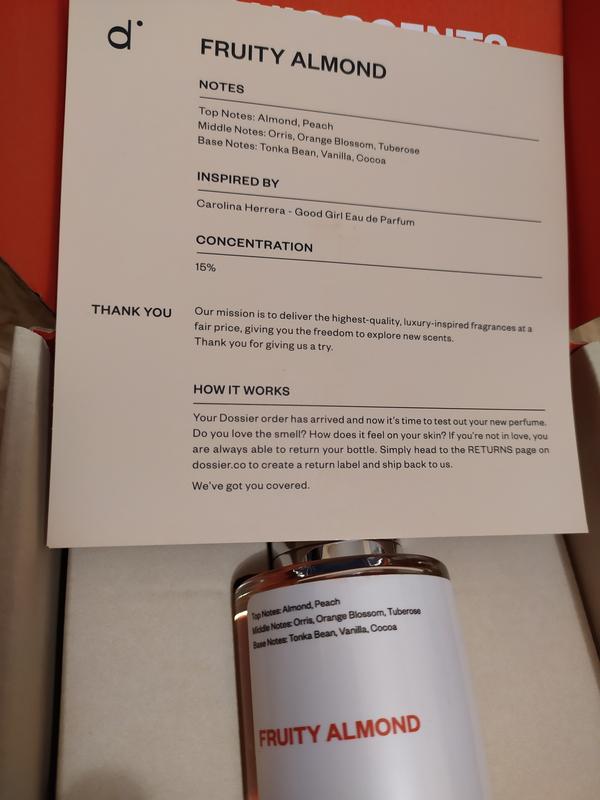 SCENTS
d
FRUITY ALMOND
NOTES
Top Notes: Almond, Peach
Middle Notes: Orris, Orange Blossom, Tuberose
Base Notes: Tonka Bean, Vanilla, Cocoa
INSPIRED BY
Carolina Herrera - Good Girl Eau de Parfum
CONCENTRATION
15%
THANK YOU
Our mission is to deliver the highest-quality, luxury-inspired fragrances at a
fair price, giving you the freedom to explore new scents.
Thank you for giving us a try.
HOW IT WORKS
Your Dossier order has arrived and now it's time to test out your new perfume.
Do you love the smell? How does it feel on your skin? If you're not in love, you
are always able to return your bottle. Simply head to the RETURNS page on
dossier.co to create a return label and ship back to us.
We've got you covered.
Top Notes: Almond, Peach
Middle Notes: Orris, Orange Blossom, Tuberose
Base Notes: Tonka Bean, Vanilla, Cocoa
FRUITY ALMOND